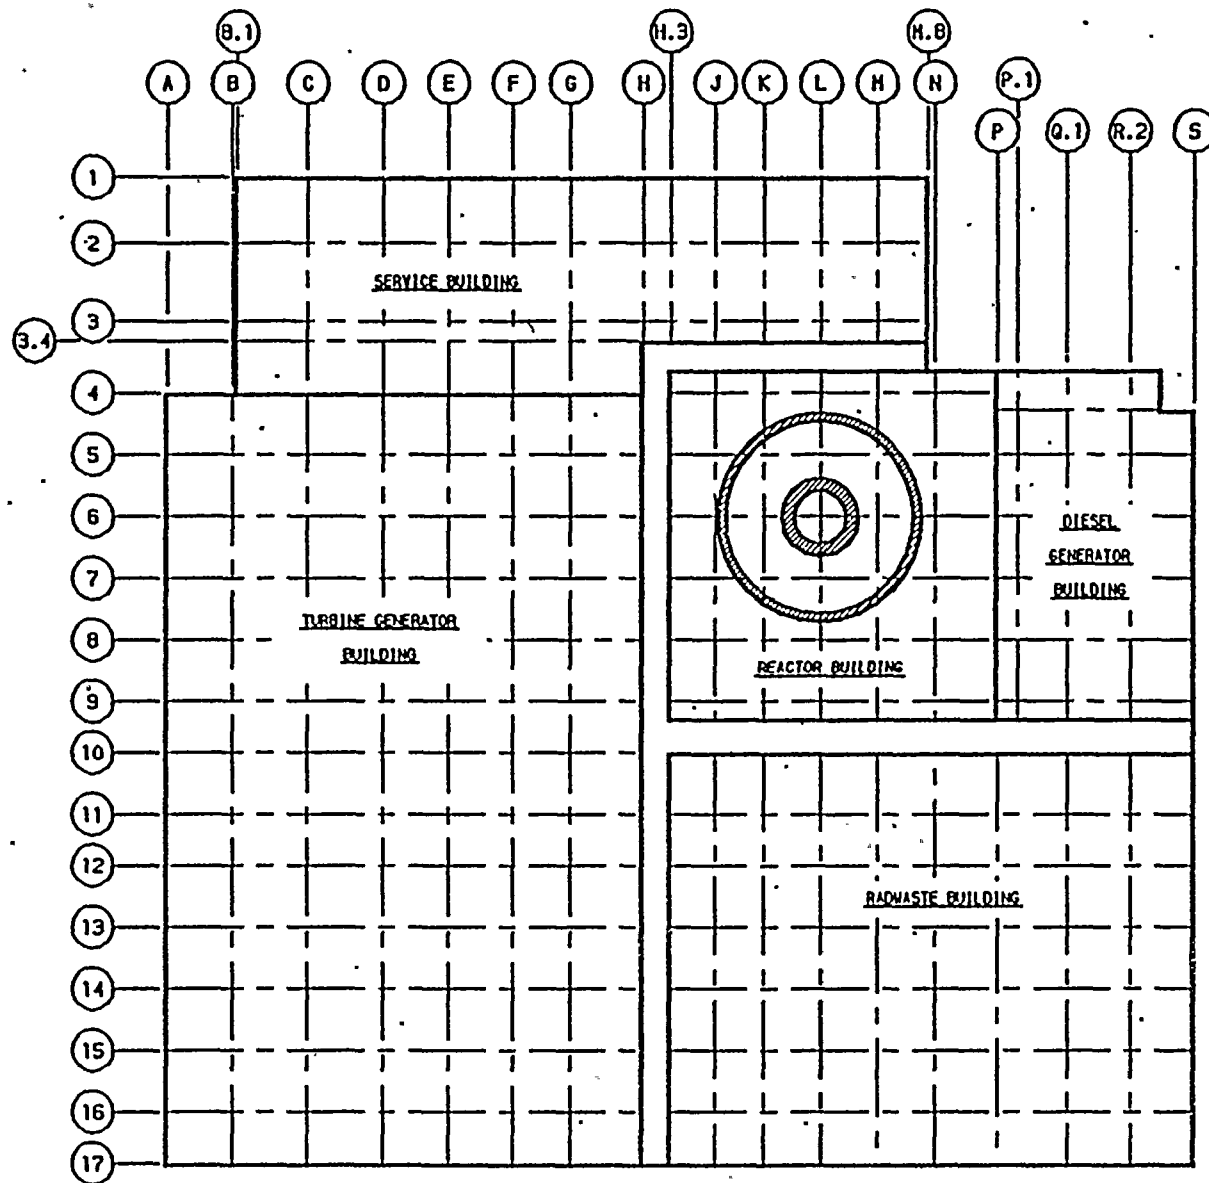 B.1 H.3 M.8
A B C D E F G H J K L M N P.1
P Q.1 R.2 S
1
2
SERVICE BUILDING
3
3.4
4
5
6
DIESEL
GENERATOR
BUILDING
7
TURBINE GENERATOR
BUILDING
8
REACTOR BUILDING
9
10
11
12
RADWASTE BUILDING
13
14
15
16
17